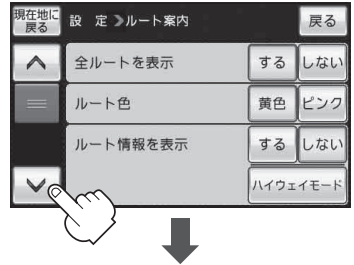 現在地に
戻る
設 定 ルート案内
戻る
全ルートを表示 する しない
ルート色 黄色 ピンク
ルート情報を表示 する しない
ハイウェイモード